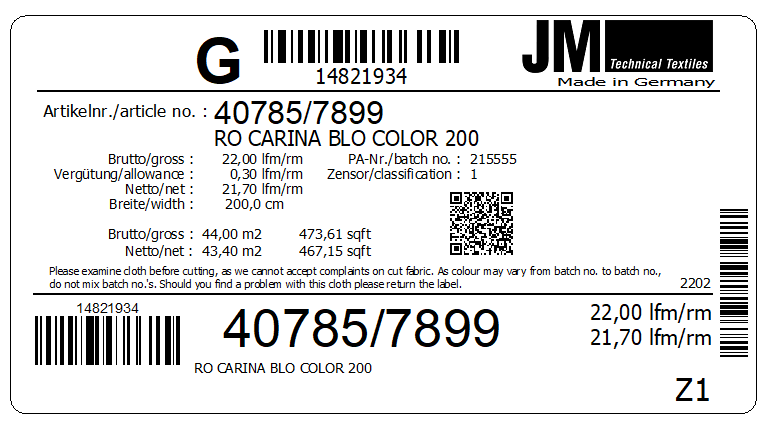 G
14821934
JM
Technical Textiles
Made in Germany
Artikelnr./article no. : 40785/7899
RO CARINA BLO COLOR 200
Brutto/gross : 22,00 lfm/rm PA-Nr./batch no. : 215555
Vergütung/allowance : 0,30 lfm/rm Zensor/classification : 1
Netto/net : 21,70 lfm/rm
Breite/width : 200,0 cm
Brutto/gross : 44,00 m2 473,61 sqft
Netto/net : 43,40 m2 467,15 sqft
Please examine cloth before cutting, as we cannot accept complaints on cut fabric. As colour may vary from batch no. to batch no.,
do not mix batch no.'s. Should you find a problem with this cloth please return the label.
2202
14821934
40785/7899
22,00 lfm/rm
21,70 lfm/rm
RO CARINA BLO COLOR 200
Z1